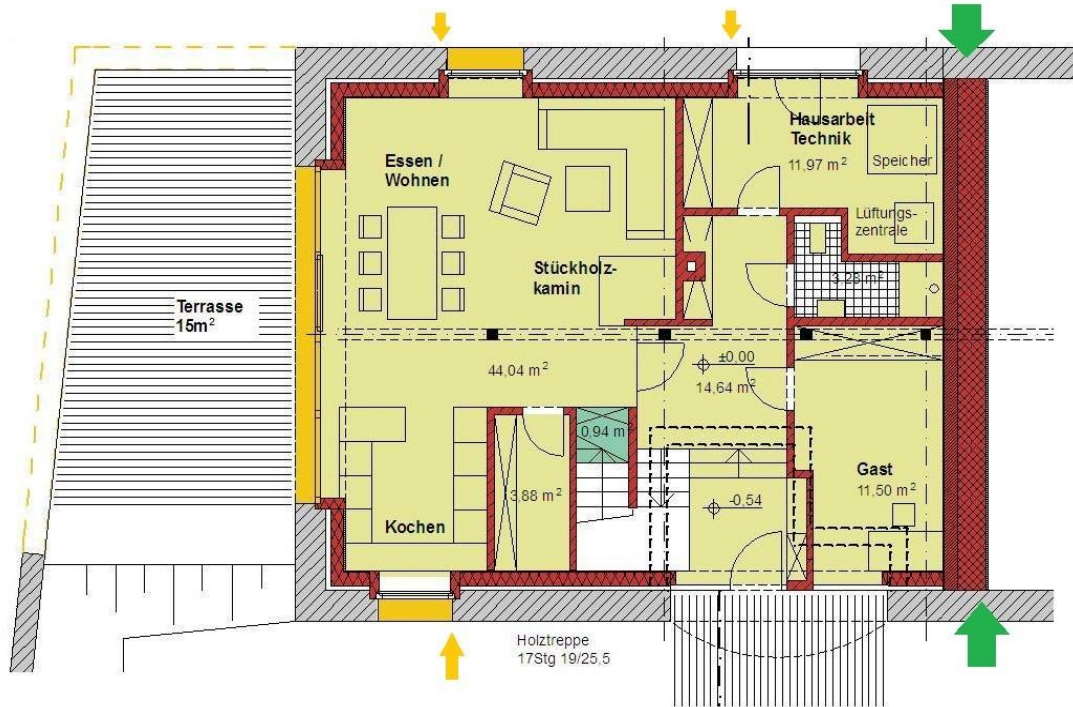 Hausarbeit
Technik
11,97 m²
Speicher
Lüftungs-
zentrale
Essen /
Wohnen
Stückholz-
kamin
3,23 m²
Terrasse
15m²
±0,00
44,04 m²
14,64 m²
0,94 m²
Gast
11,50 m²
3,88 m²
-0,54
Kochen
Holztreppe
17Stg 19/25,5